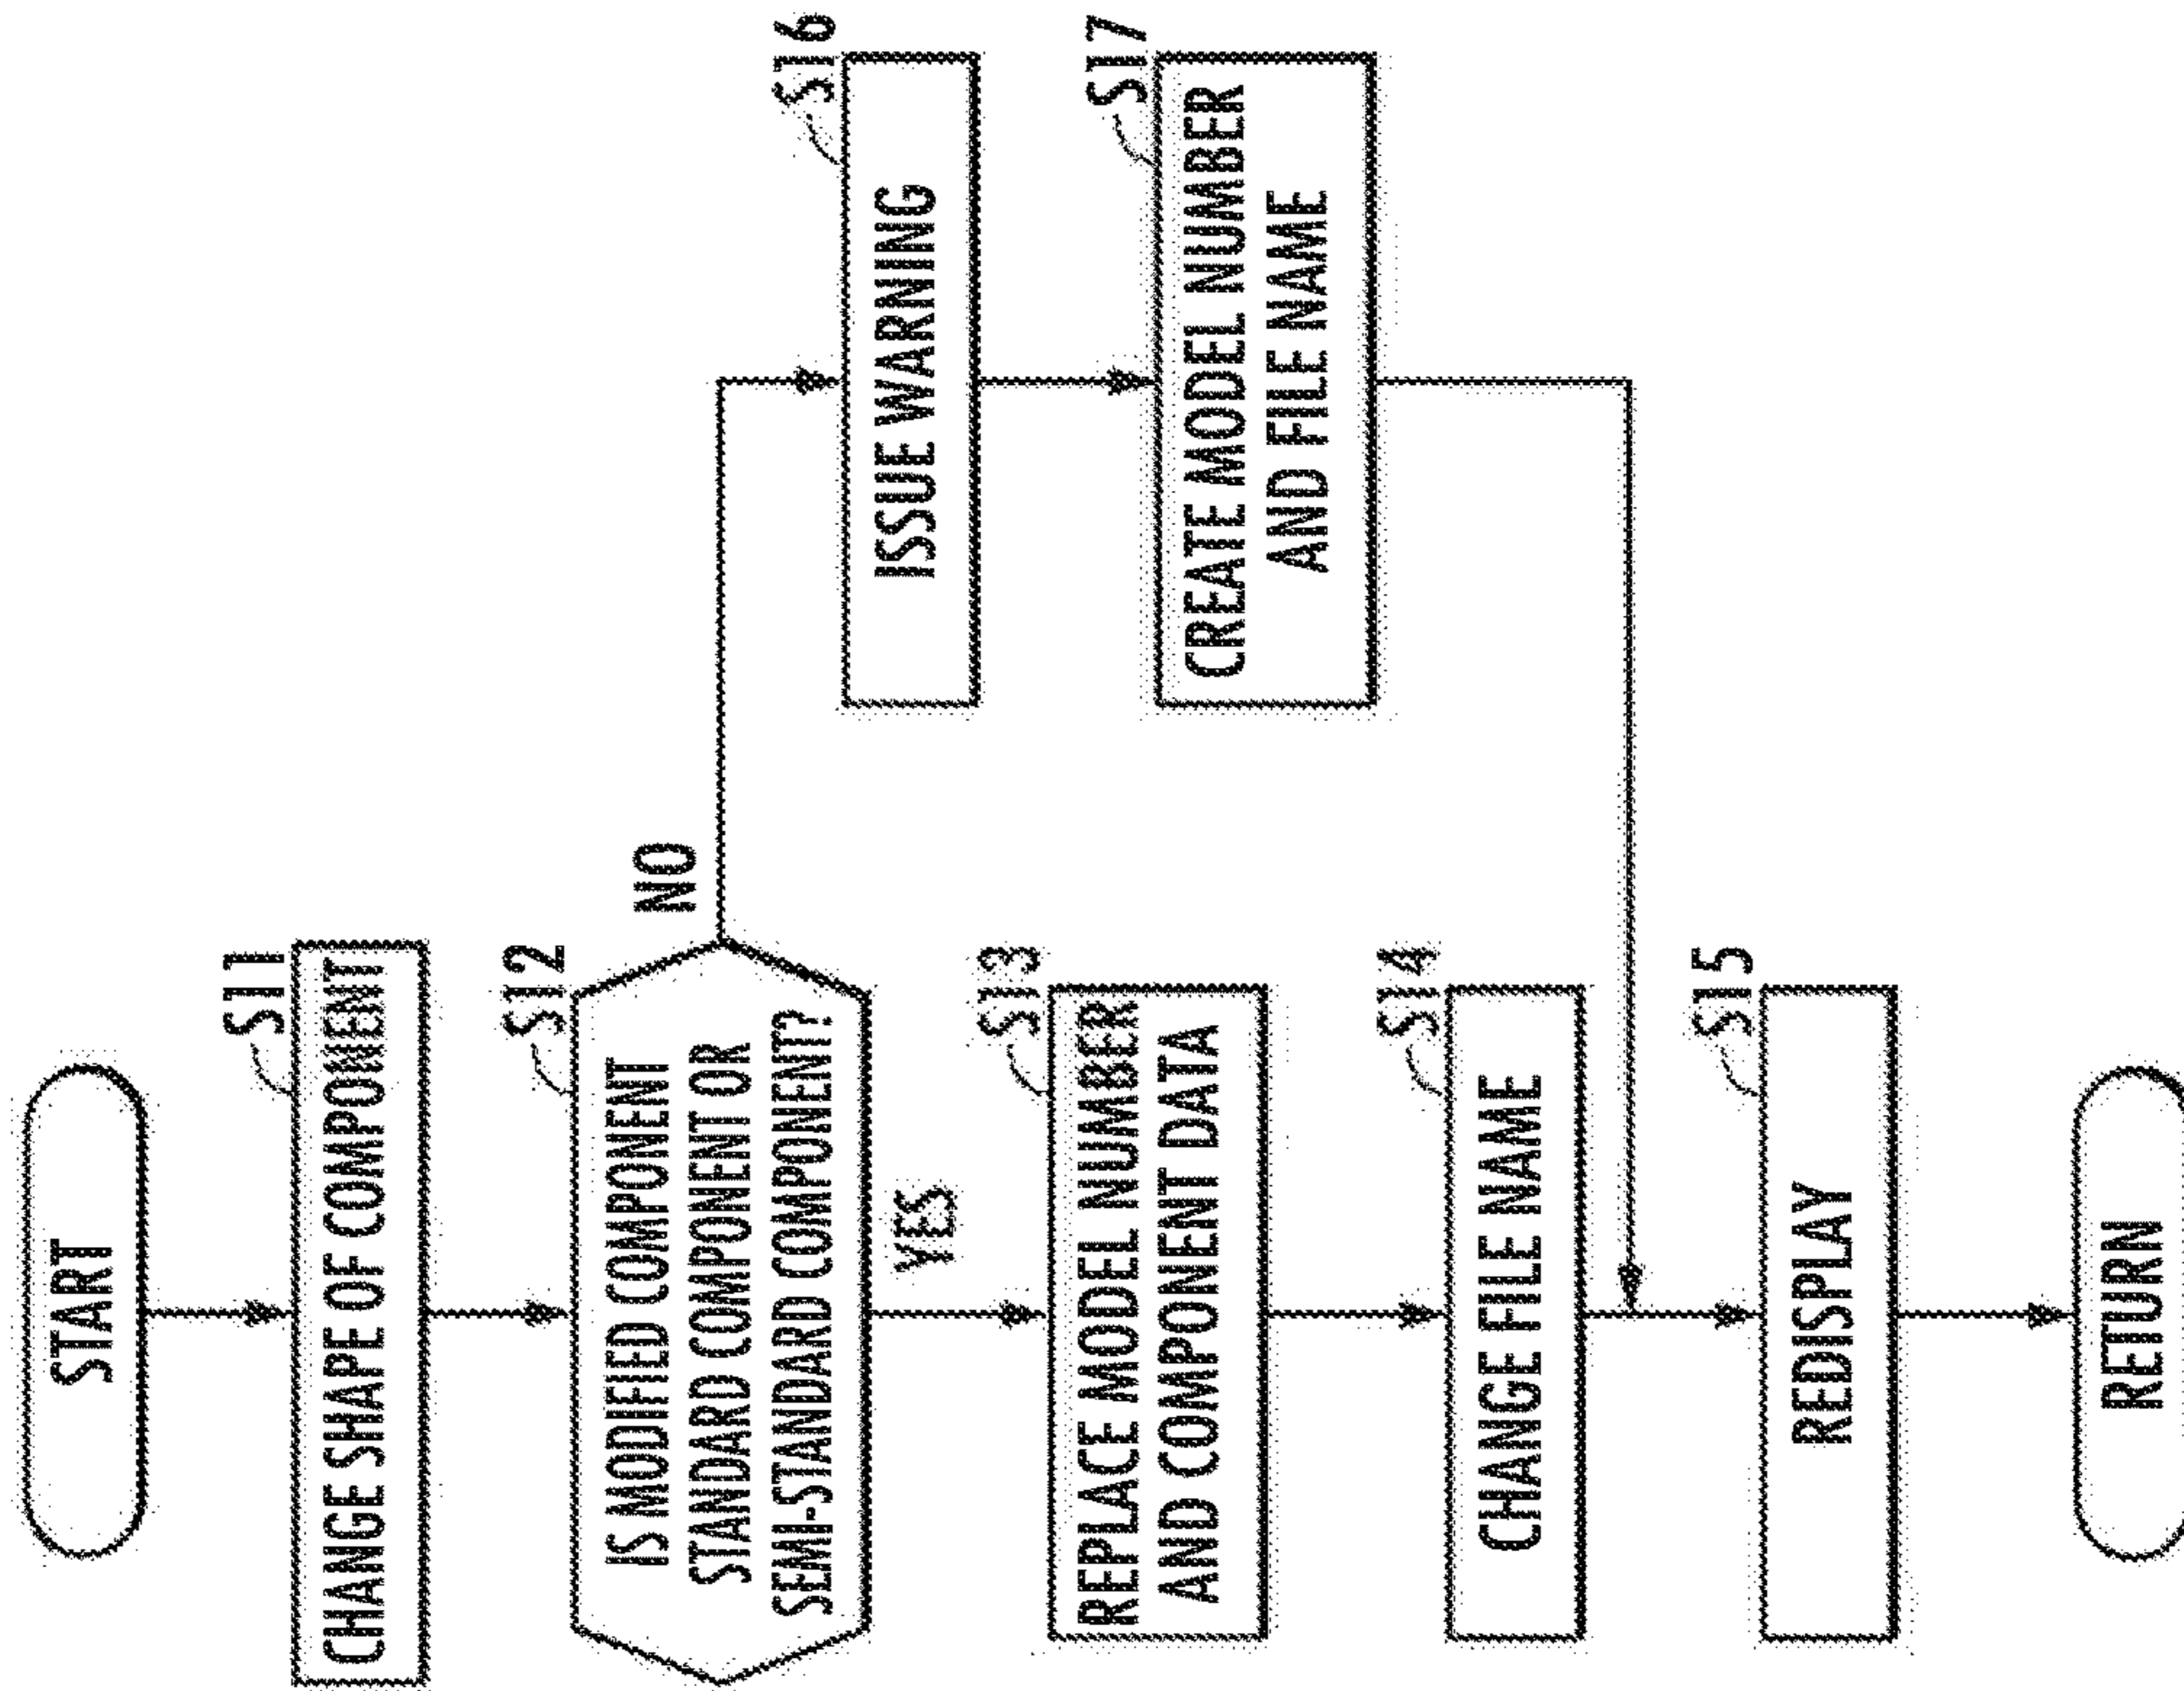 START
S11
CHANGE SHAPE OF COMPONENT
S12
IS MODIFIED COMPONENT
STANDARD COMPONENT OR
SEMI-STANDARD COMPONENT?
NO
YES
S13
REPLACE MODEL NUMBER
AND COMPONENT DATA
S14
CHANGE FILE NAME
S15
REDISPLAY
RETURN
S16
ISSUE WARNING
S17
CREATE MODEL NUMBER
AND FILE NAME